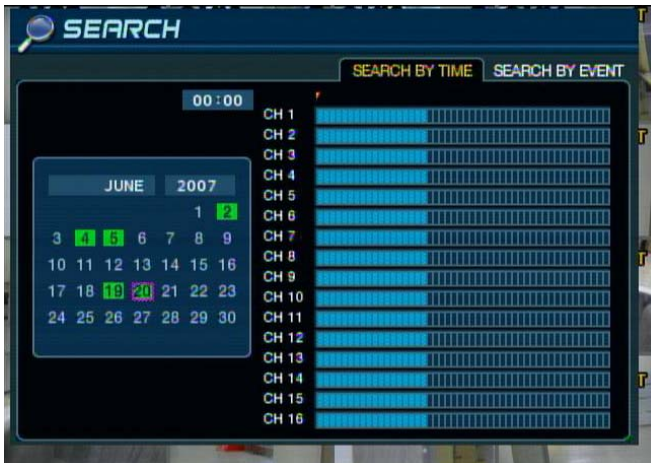 SEARCH
SEARCH BY TIME SEARCH BY EVENT
00:00
JUNE 2007
1 2
3 4 5 6 7 8 9
10 11 12 13 14 15 16
17 18 19 20 21 22 23
24 25 26 27 28 29 30
CH 1
CH 2
CH 3
CH 4
CH 5
CH 6
CH 7
CH 8
CH 9
CH 10
CH 11
CH 12
CH 13
CH 14
CH 15
CH 16
T
T
T
T